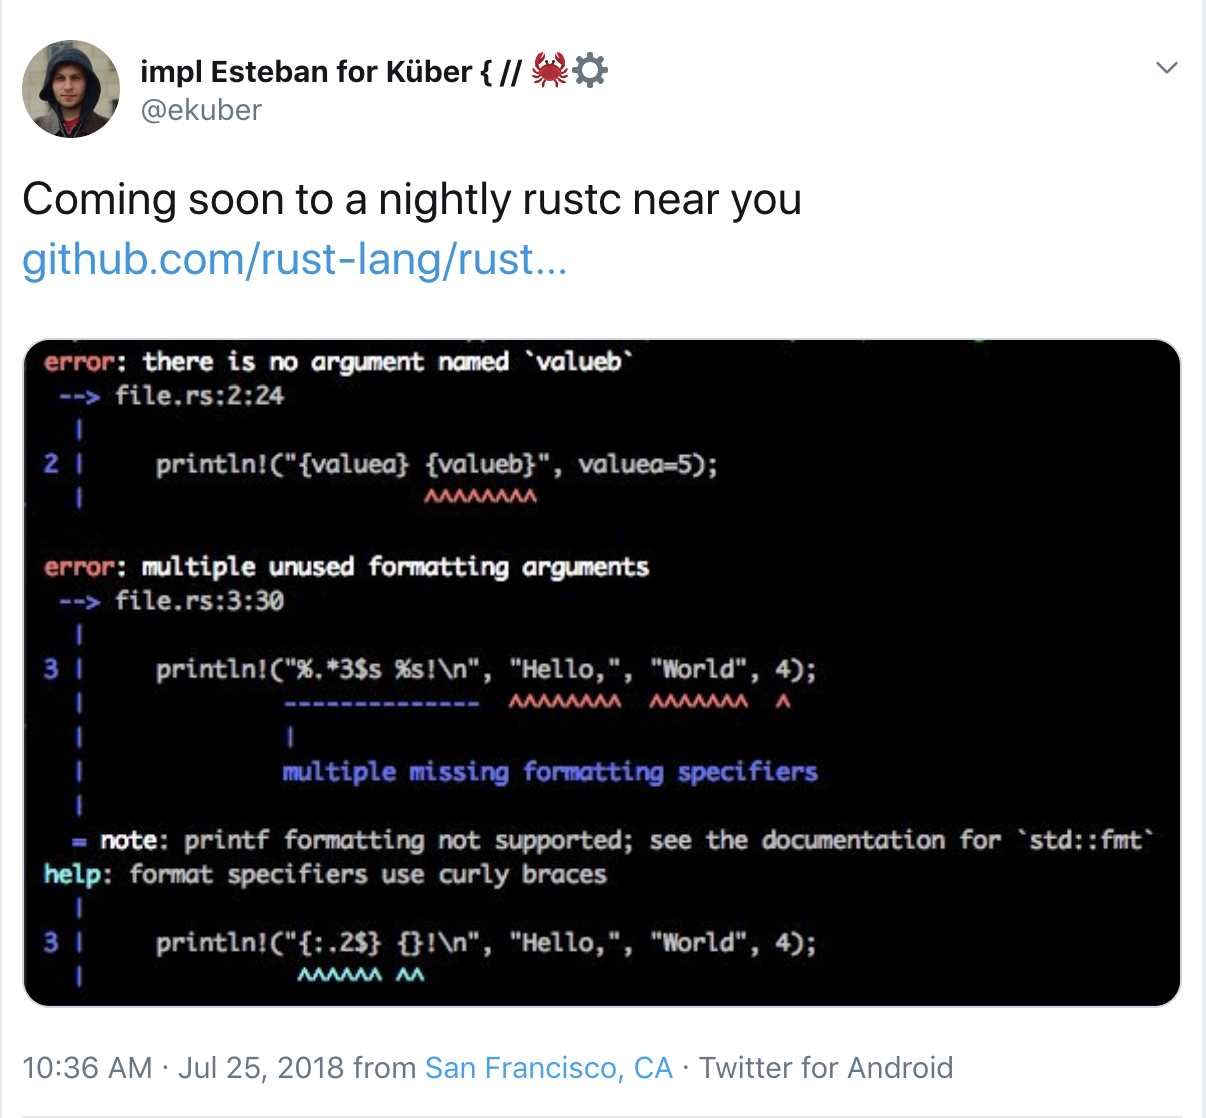 impl Esteban for Küber { // 🦀⚙
@ekuber
Coming soon to a nightly rustc near you
github.com/rust-lang/rust...
error: there is no argument named `valueb`
--> file.rs:2:24
|
2 | println!("{valuea} {valueb}", valuea=5);
| ^^^^^^^^
error: multiple unused formatting arguments
--> file.rs:3:30
|
3 | println!("%.*3$s %s!\n", "Hello,", "World", 4);
| -------------- ^^^^^^^^ ^^^^^^^ ^
| |
| multiple missing formatting specifiers
|
= note: printf formatting not supported; see the documentation for `std::fmt`
help: format specifiers use curly braces
|
3 | println!("{:.2$} {}!\n", "Hello,", "World", 4);
| ^^^^^^ ^^
10:36 AM · Jul 25, 2018 from San Francisco, CA · Twitter for Android